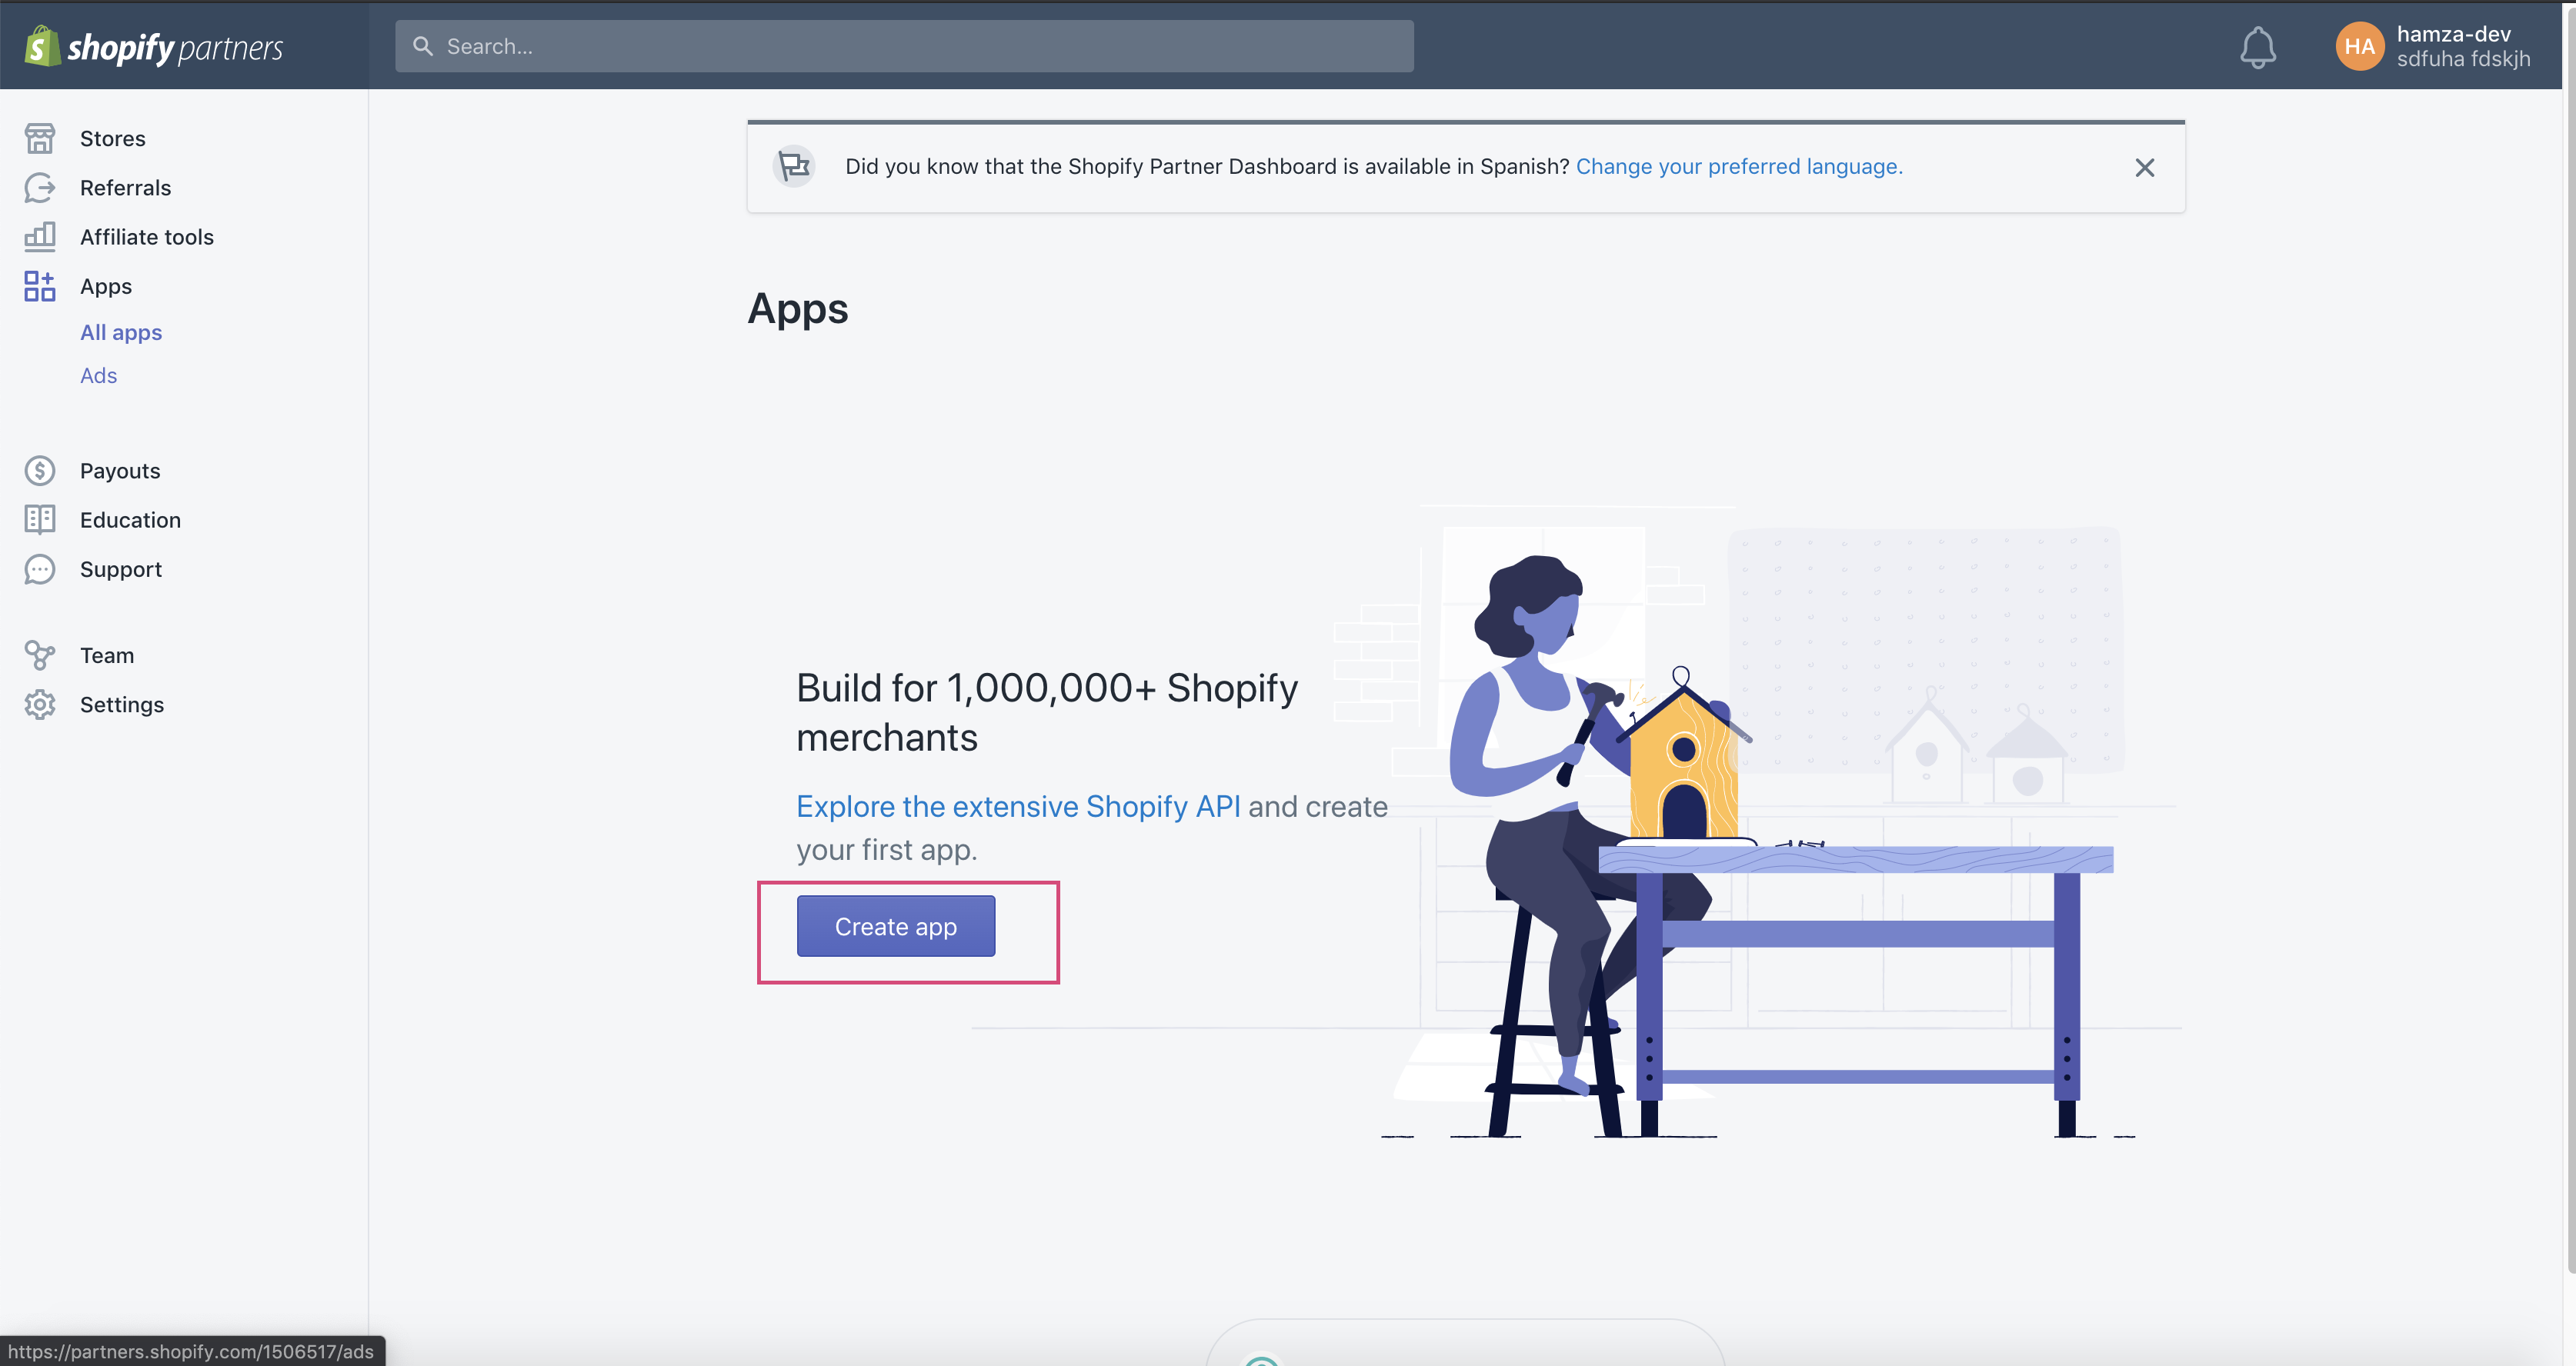 shopify partners
Search...
HA
hamza-dev
sdfuha fdskjh
Stores
Referrals
Affiliate tools
Apps
All apps
Ads
Payouts
Education
Support
Team
Settings
Did you know that the Shopify Partner Dashboard is available in Spanish? Change your preferred language.
Apps
Build for 1,000,000+ Shopify
merchants
Explore the extensive Shopify API and create
your first app.
Create app
https://partners.shopify.com/1506517/ads